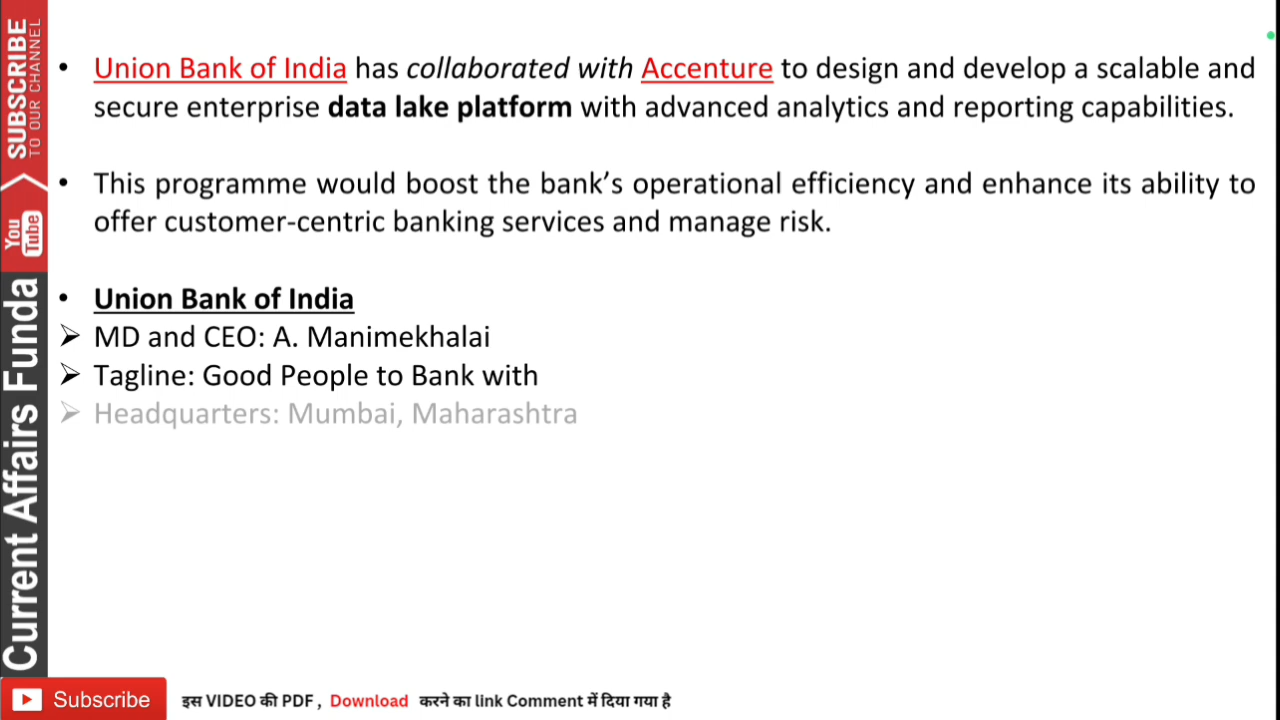 SUBSCRIBE
TO OUR CHANNEL
You
Tube
Current Affairs Funda
• Union Bank of India has collaborated with Accenture to design and develop a scalable and
secure enterprise data lake platform with advanced analytics and reporting capabilities.
• This programme would boost the bank’s operational efficiency and enhance its ability to
offer customer-centric banking services and manage risk.
• Union Bank of India
➢ MD and CEO: A. Manimekhalai
➢ Tagline: Good People to Bank with
➢ Headquarters: Mumbai, Maharashtra
Subscribe
इस VIDEO की PDF , Download करने का link Comment में दिया गया है